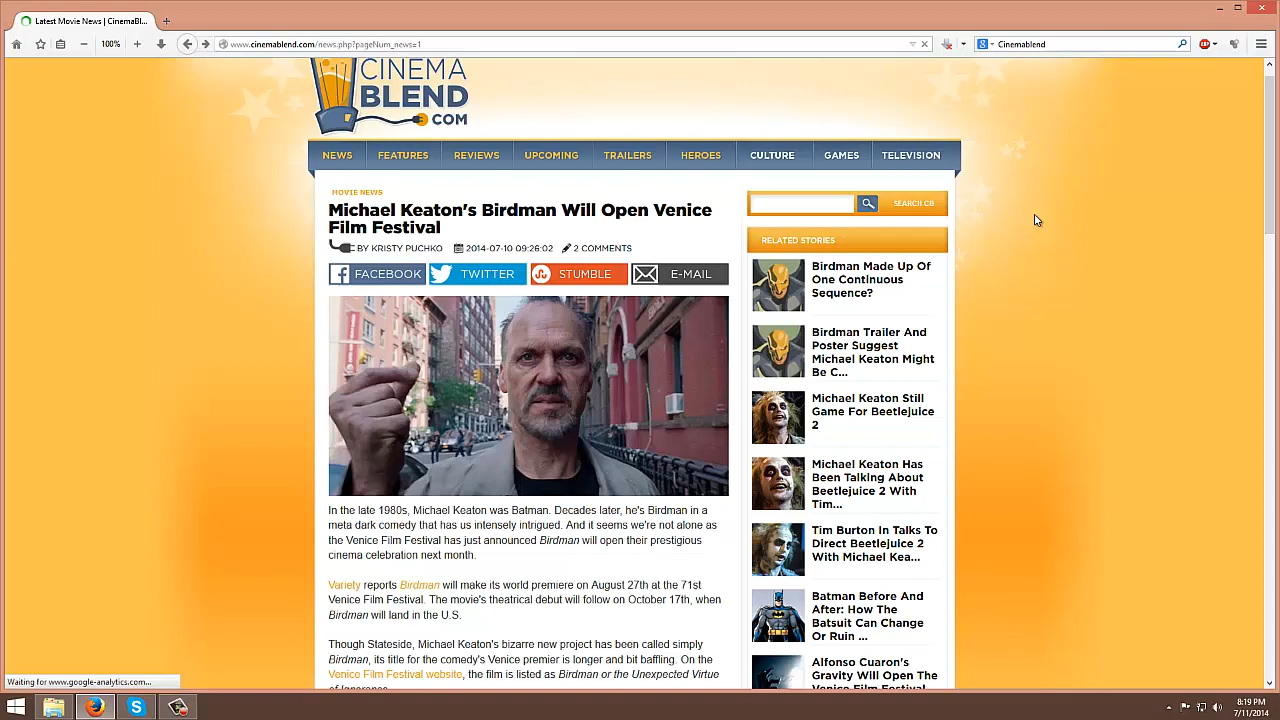 Latest Movie News | CinemaBl...
100%
www.cinemablend.com/news.php?pageNum_news=1
Cinemablend
CINEMA
BLEND
COM
NEWS FEATURES REVIEWS UPCOMING TRAILERS HEROES CULTURE GAMES TELEVISION
MOVIE NEWS
Michael Keaton's Birdman Will Open Venice
Film Festival
BY KRISTY PUCHKO 2014-07-10 09:26:02 2 COMMENTS
FACEBOOK TWITTER STUMBLE E-MAIL
In the late 1980s, Michael Keaton was Batman. Decades later, he's Birdman in a
meta dark comedy that has us intensely intrigued. And it seems we're not alone as
the Venice Film Festival has just announced Birdman will open their prestigious
cinema celebration next month.
Variety reports Birdman will make its world premiere on August 27th at the 71st
Venice Film Festival. The movie's theatrical debut will follow on October 17th, when
Birdman will land in the U.S.
Though Stateside, Michael Keaton's bizarre new project has been called simply
Birdman, its title for the comedy's Venice premier is longer and bit baffling. On the
Venice Film Festival website, the film is listed as Birdman or the Unexpected Virtue
of Ignorance
SEARCH CB
RELATED STORIES
Birdman Made Up Of
One Continuous
Sequence?
Birdman Trailer And
Poster Suggest
Michael Keaton Might
Be C...
Michael Keaton Still
Game For Beetlejuice
2
Michael Keaton Has
Been Talking About
Beetlejuice 2 With
Tim...
Tim Burton In Talks To
Direct Beetlejuice 2
With Michael Kea...
Batman Before And
After: How The
Batsuit Can Change
Or Ruin ...
Alfonso Cuaron's
Gravity Will Open The
Venice Film Festival
Waiting for www.google-analytics.com...
8:19 PM
7/11/2014